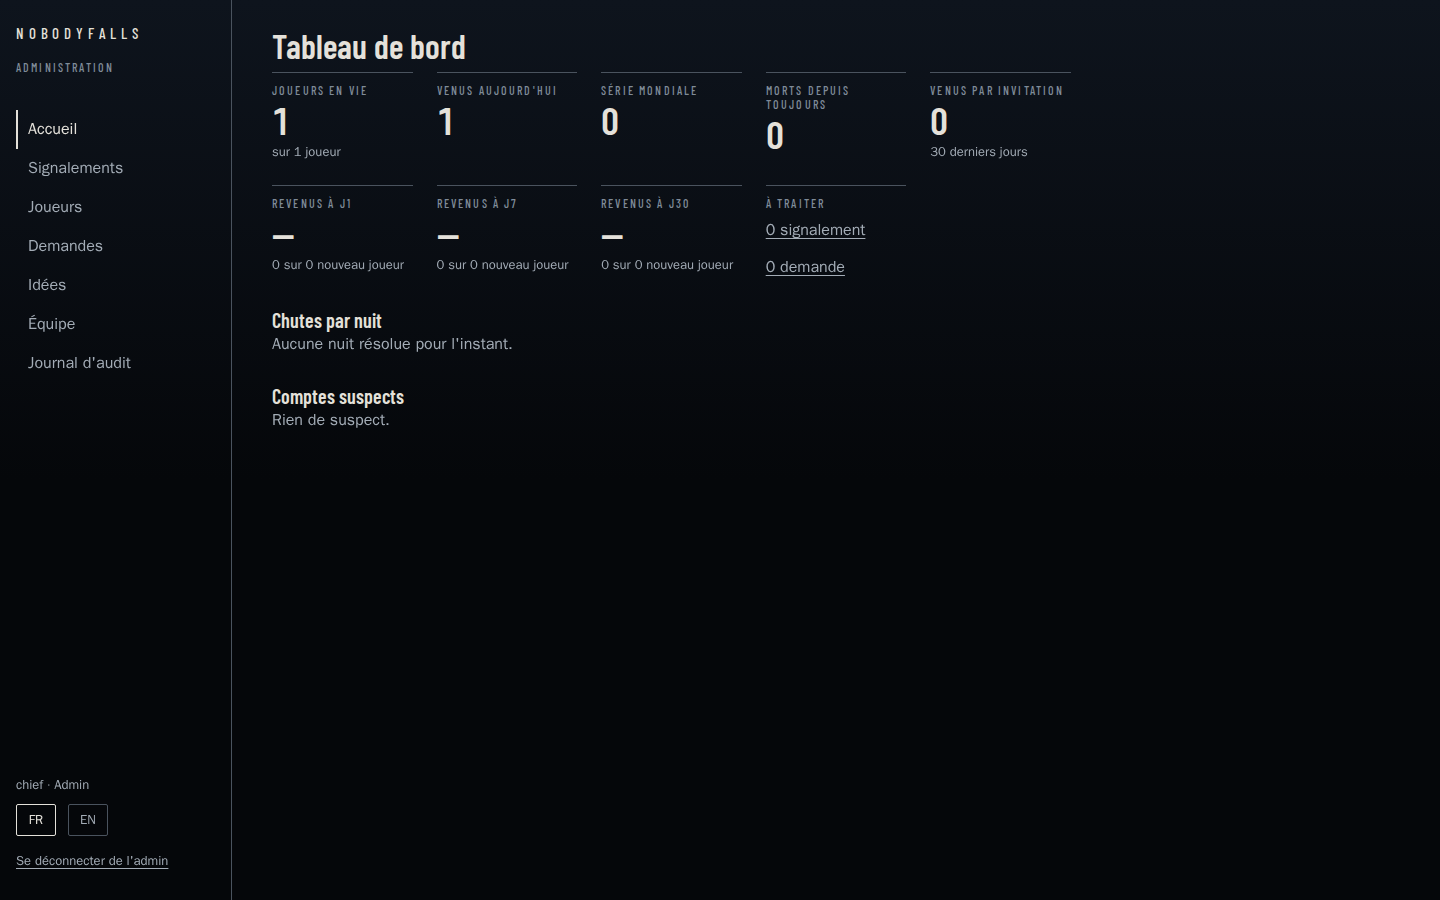 NOBODYFALLS
ADMINISTRATION
Accueil
Signalements
Joueurs
Demandes
Idées
Équipe
Journal d'audit
chief · Admin
FR EN
Se déconnecter de l'admin
Tableau de bord
JOUEURS EN VIE
1
sur 1 joueur
VENUS AUJOURD'HUI
1
SÉRIE MONDIALE
0
MORTS DEPUIS
TOUJOURS
0
VENUS PAR INVITATION
0
30 derniers jours
REVENUS À J1
—
0 sur 0 nouveau joueur
REVENUS À J7
—
0 sur 0 nouveau joueur
REVENUS À J30
—
0 sur 0 nouveau joueur
À TRAITER
0 signalement
0 demande
Chutes par nuit
Aucune nuit résolue pour l'instant.
Comptes suspects
Rien de suspect.